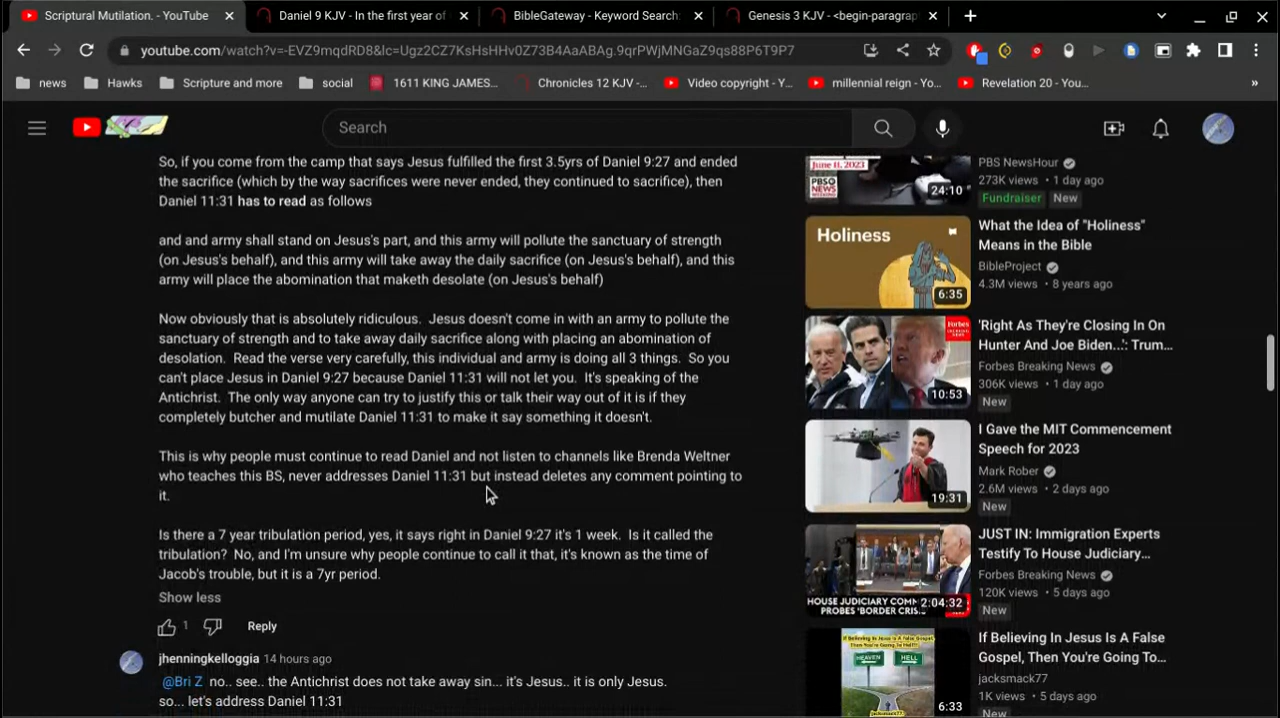 Scriptural Mutilation. - YouTube
Daniel 9 KJV - In the first year of
BibleGateway - Keyword Search:
Genesis 3 KJV - <begin-paragrap
youtube.com/watch?v=-EVZ9mqdRD8&lc=Ugz2CZ7KsHsHHv0Z73B4AaABAg.9qrPWjMNGaZ9qs88P6T9P7
news
Hawks
Scripture and more
social
1611 KING JAMES...
Chronicles 12 KJV -...
Video copyright - Y...
millennial reign - Yo...
Revelation 20 - You...
»
Search
So, if you come from the camp that says Jesus fulfilled the first 3.5yrs of Daniel 9:27 and ended
the sacrifice (which by the way sacrifices were never ended, they continued to sacrifice), then
Daniel 11:31 has to read as follows
and and army shall stand on Jesus's part, and this army will pollute the sanctuary of strength
(on Jesus's behalf), and this army will take away the daily sacrifice (on Jesus's behalf), and this
army will place the abomination that maketh desolate (on Jesus's behalf)
Now obviously that is absolutely ridiculous. Jesus doesn't come in with an army to pollute the
sanctuary of strength and to take away daily sacrifice along with placing an abomination of
desolation. Read the verse very carefully, this individual and army is doing all 3 things. So you
can't place Jesus in Daniel 9:27 because Daniel 11:31 will not let you. It's speaking of the
Antichrist. The only way anyone can try to justify this or talk their way out of it is if they
completely butcher and mutilate Daniel 11:31 to make it say something it doesn't.
This is why people must continue to read Daniel and not listen to channels like Brenda Weltner
who teaches this BS, never addresses Daniel 11:31 but instead deletes any comment pointing to
it.
Is there a 7 year tribulation period, yes, it says right in Daniel 9:27 it's 1 week. Is it called the
tribulation? No, and I'm unsure why people continue to call it that, it's known as the time of
Jacob's trouble, but it is a 7yr period.
Show less
1
Reply
jhenningkelloggia 14 hours ago
@Bri Z no.. see.. the Antichrist does not take away sin... it's Jesus.. it is only Jesus.
so... let's address Daniel 11:31
June 11, 2023
PBS NEWS WEEKEND
24:10
PBS NewsHour
273K views • 1 day ago
Fundraiser
New
Holiness
6:35
What the Idea of "Holiness"
Means in the Bible
BibleProject
4.3M views • 8 years ago
Forbes
10:53
'Right As They're Closing In On
Hunter And Joe Biden...': Trum...
Forbes Breaking News
306K views • 1 day ago
New
19:31
I Gave the MIT Commencement
Speech for 2023
Mark Rober
2.6M views • 2 days ago
New
HOUSE JUDICIARY COMM
PROBES 'BORDER CRIS
2:04:32
JUST IN: Immigration Experts
Testify To House Judiciary...
Forbes Breaking News
120K views • 5 days ago
New
HEAVEN
HELL
6:33
If Believing In Jesus Is A False
Gospel, Then You're Going To...
jacksmack77
1K views • 5 days ago
New